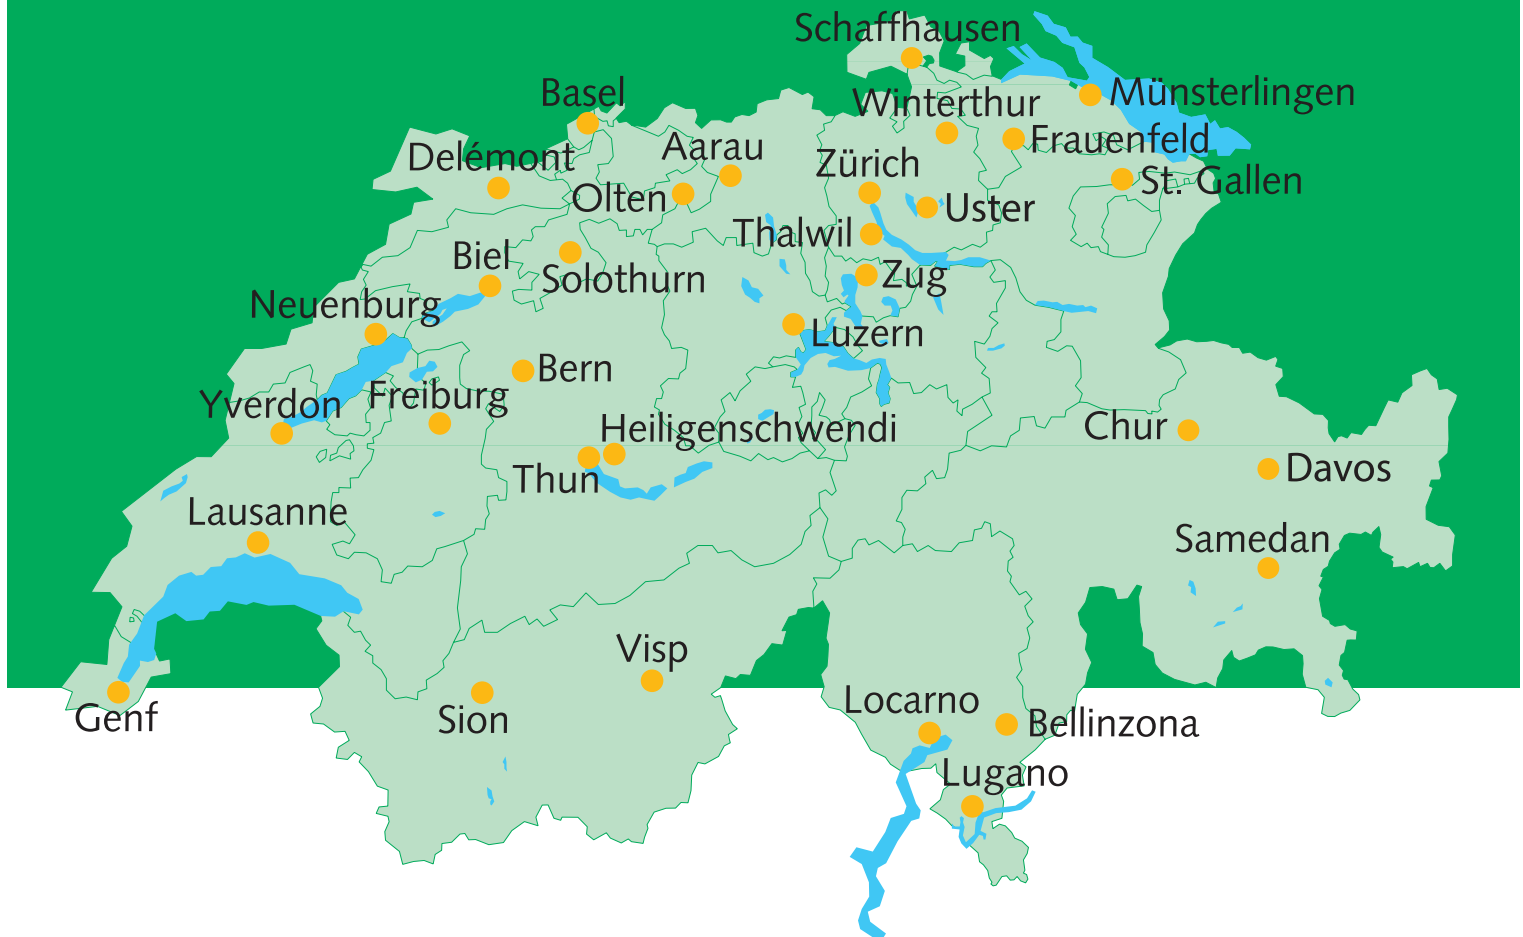 Schaffhausen
Basel
Münsterlingen
Winterthur
Frauenfeld
Aarau
Delémont
Zürich
St. Gallen
Olten
Uster
Thalwil
Biel
Solothurn
Zug
Neuenburg
Luzern
Bern
Freiburg
Yverdon
Heiligenschwendi
Chur
Davos
Thun
Lausanne
Samedan
Visp
Locarno
Genf
Sion
Bellinzona
Lugano